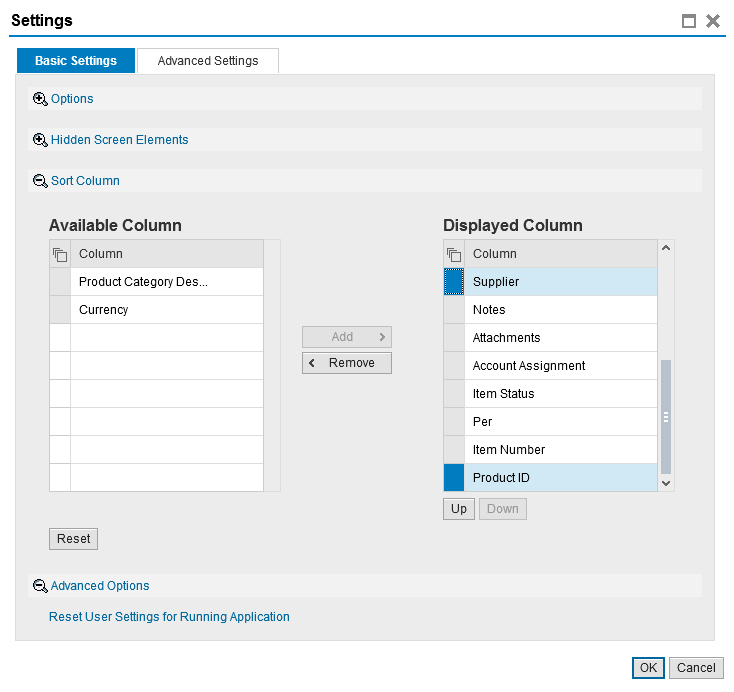 Settings
Basic Settings
Advanced Settings
Options
Hidden Screen Elements
Sort Column
Available Column
Column
Product Category Des...
Currency
Add
Remove
Displayed Column
Column
Supplier
Notes
Attachments
Account Assignment
Item Status
Per
Item Number
Product ID
Up
Down
Reset
Advanced Options
Reset User Settings for Running Application
OK
Cancel